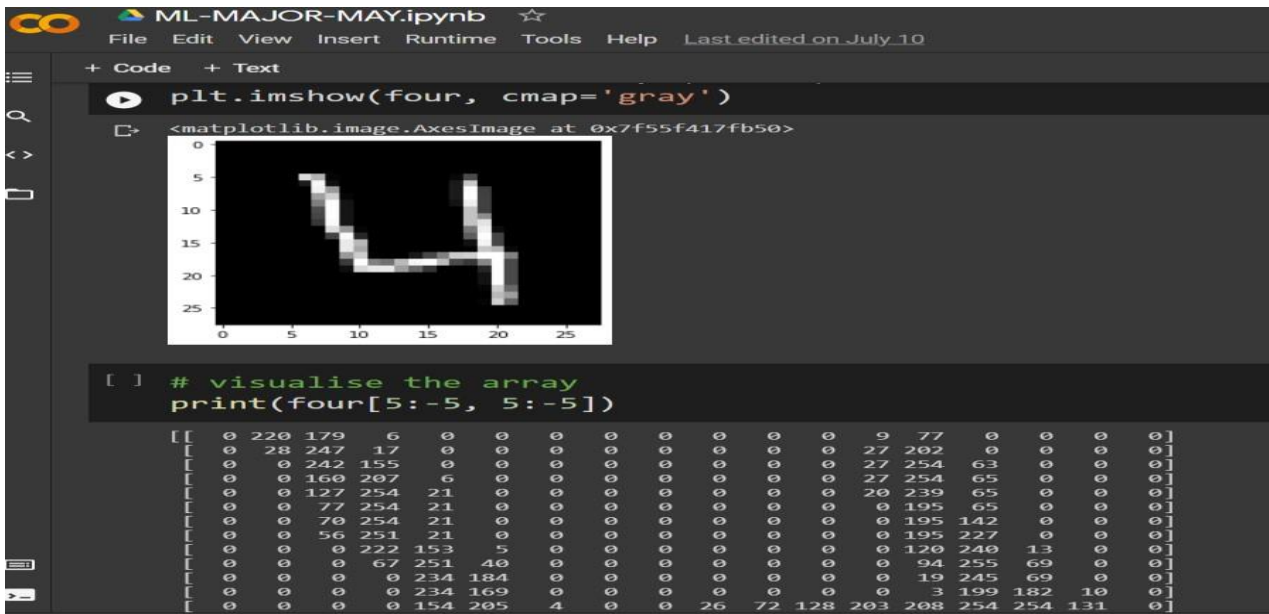 ML-MAJOR-MAY.ipynb
File Edit View Insert Runtime Tools Help Last edited on July 10
+ Code + Text
plt.imshow(four, cmap='gray')
<matplotlib.image.AxesImage at 0x7f55f417fb50>
0
5
10
15
20
25
0 5 10 15 20 25
[ ] # visualise the array
print(four[5:-5, 5:-5])
[[ 0 220 179 6 0 0 0 0 0 0 0 0 9 77 0 0 0 0]
[ 0 28 247 17 0 0 0 0 0 0 0 0 27 202 0 0 0 0]
[ 0 0 242 155 0 0 0 0 0 0 0 0 27 254 63 0 0 0]
[ 0 0 160 207 6 0 0 0 0 0 0 0 27 254 65 0 0 0]
[ 0 0 127 254 21 0 0 0 0 0 0 0 20 239 65 0 0 0]
[ 0 0 77 254 21 0 0 0 0 0 0 0 0 195 65 0 0 0]
[ 0 0 70 254 21 0 0 0 0 0 0 0 0 195 142 0 0 0]
[ 0 0 56 251 21 0 0 0 0 0 0 0 0 195 227 0 0 0]
[ 0 0 0 222 153 5 0 0 0 0 0 0 0 120 240 13 0 0]
[ 0 0 0 67 251 40 0 0 0 0 0 0 0 94 255 69 0 0]
[ 0 0 0 0 234 184 0 0 0 0 0 0 0 19 245 69 0 0]
[ 0 0 0 0 234 169 0 0 0 0 0 0 0 3 199 182 10 0]
[ 0 0 0 0 154 205 4 0 0 26 72 128 203 208 254 254 131 0]